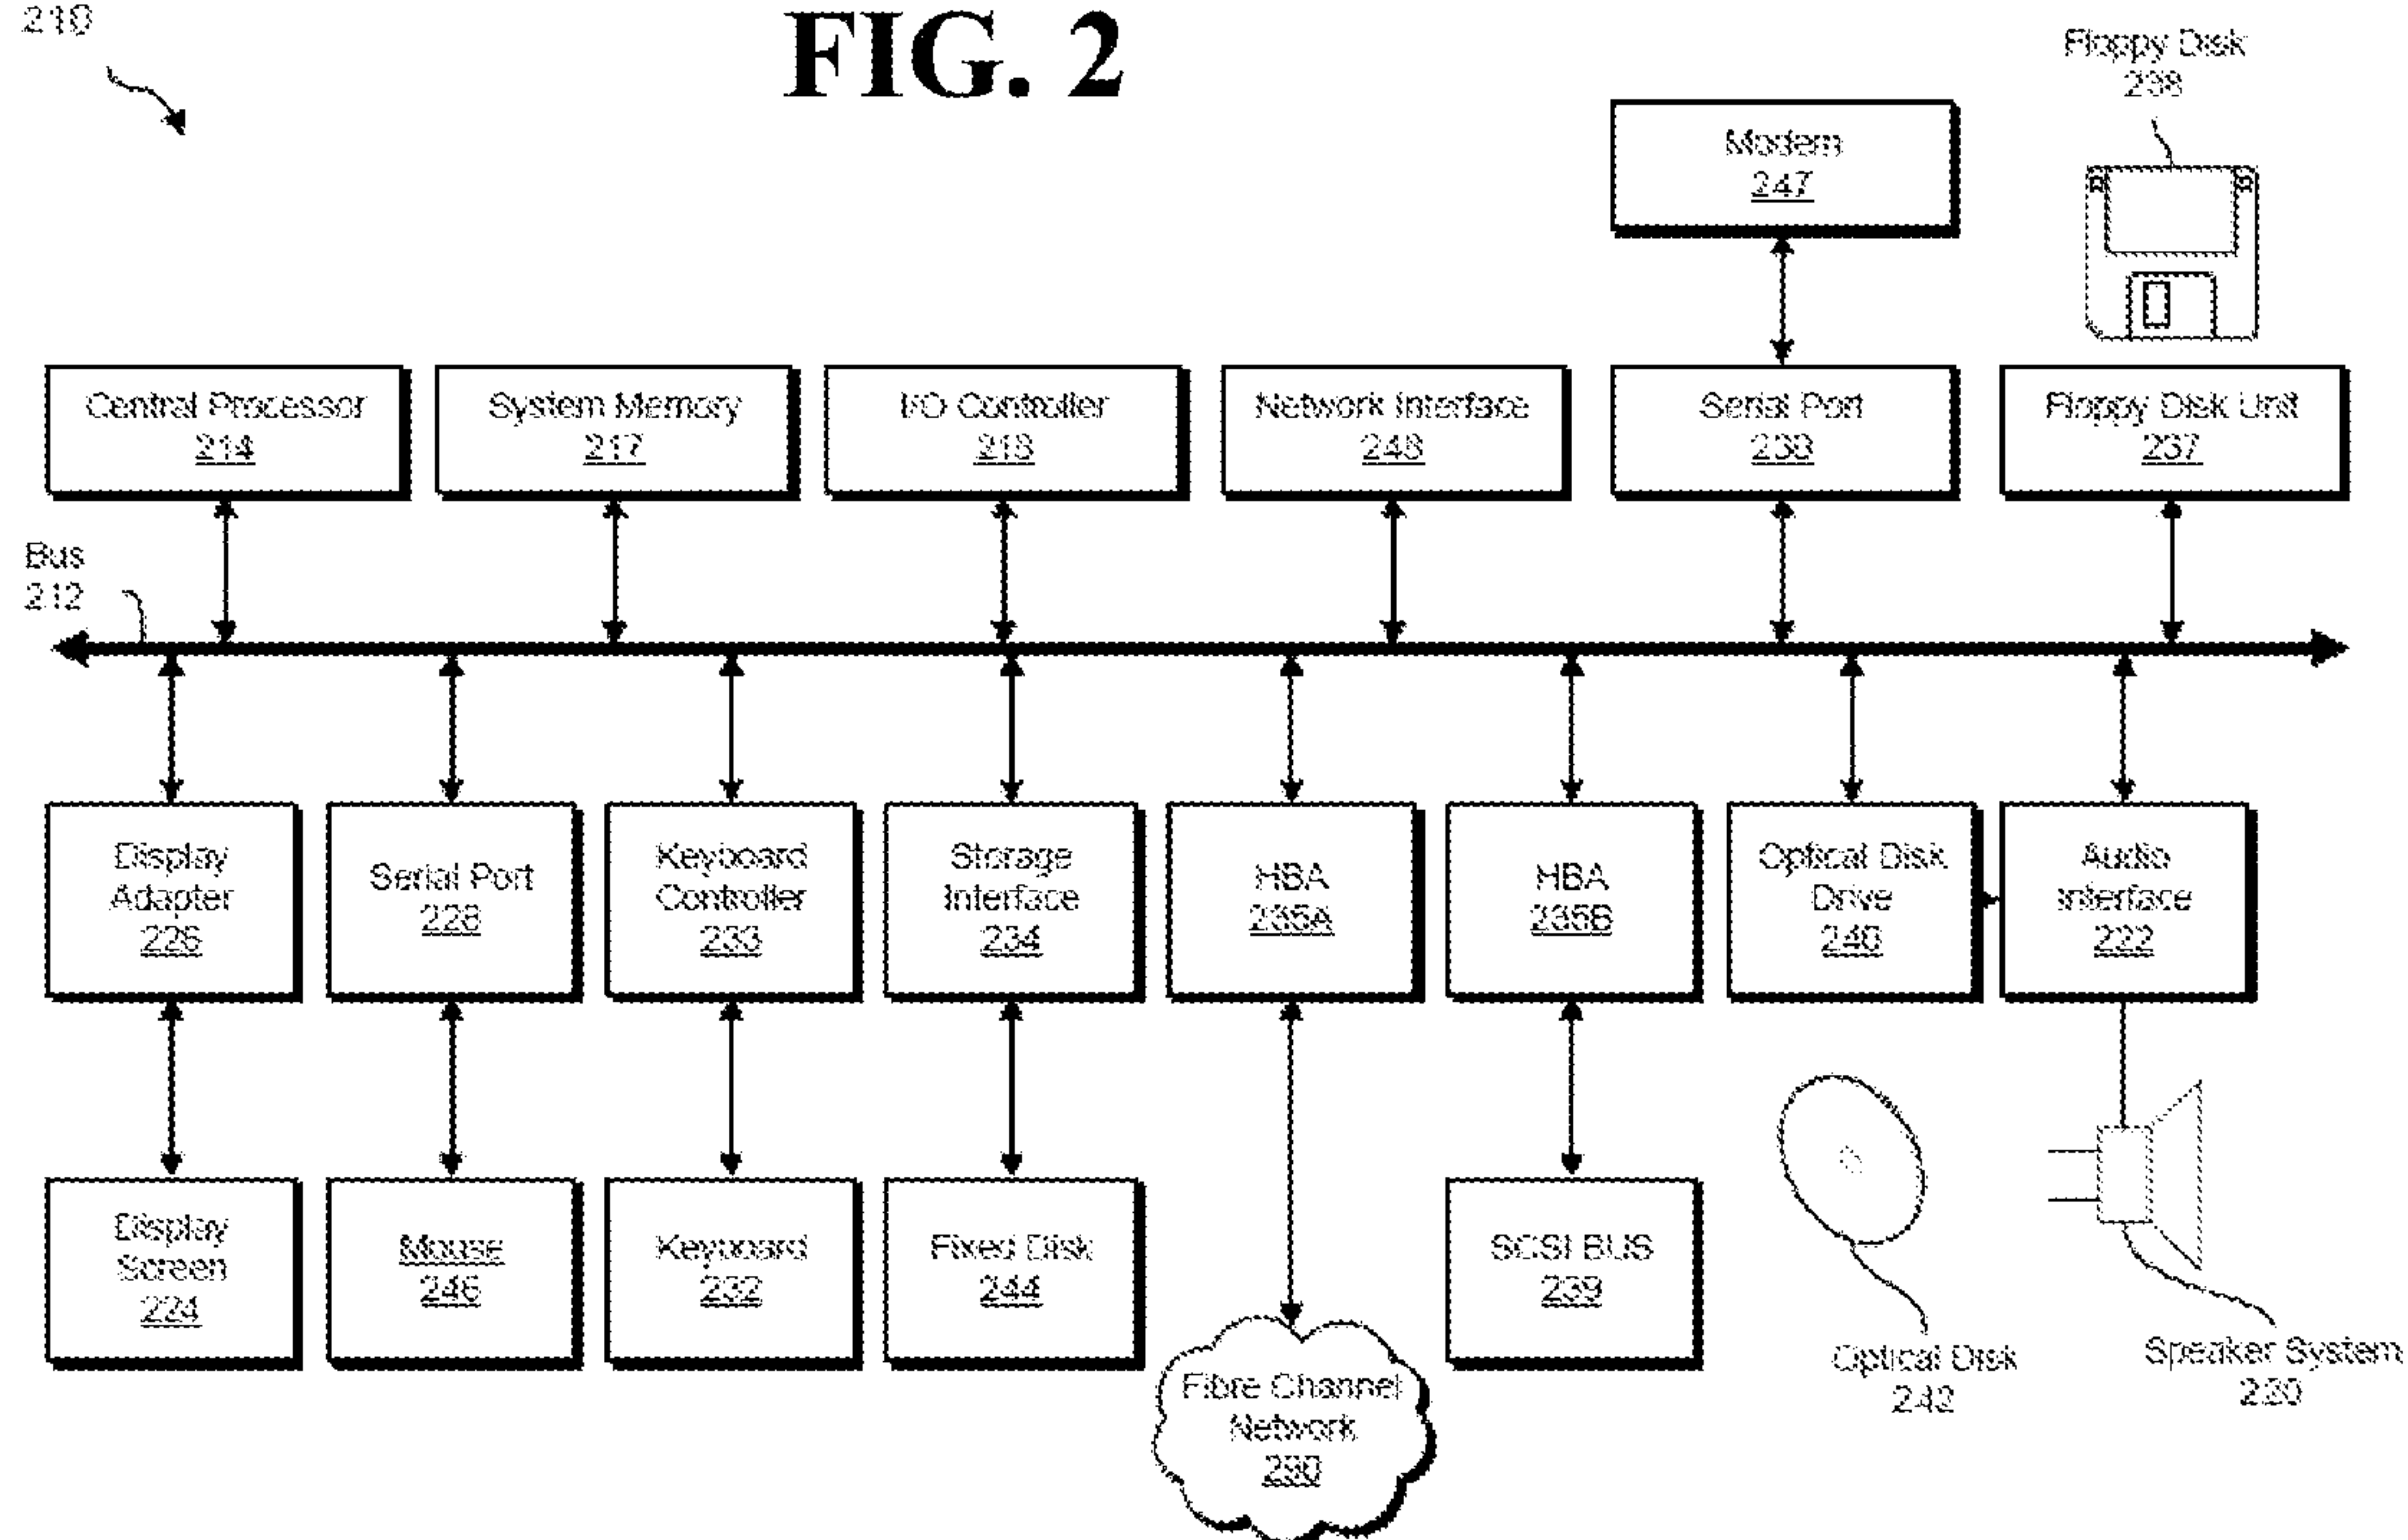 210
FIG. 2
Floppy Disk
238
Modem
247
Central Processor
214
System Memory
217
I/O Controller
218
Network Interface
248
Serial Port
230
Floppy Disk Unit
237
Bus
212
Display
Adapter
226
Serial Port
228
Keyboard
Controller
233
Storage
Interface
234
HBA
235A
HBA
235B
Optical Disk
Drive
240
Audio
Interface
222
Display
Screen
224
Mouse
246
Keyboard
232
Fixed Disk
244
SCSI BUS
239
Optical Disk
242
Speaker System
220
Fibre Channel
Network
290